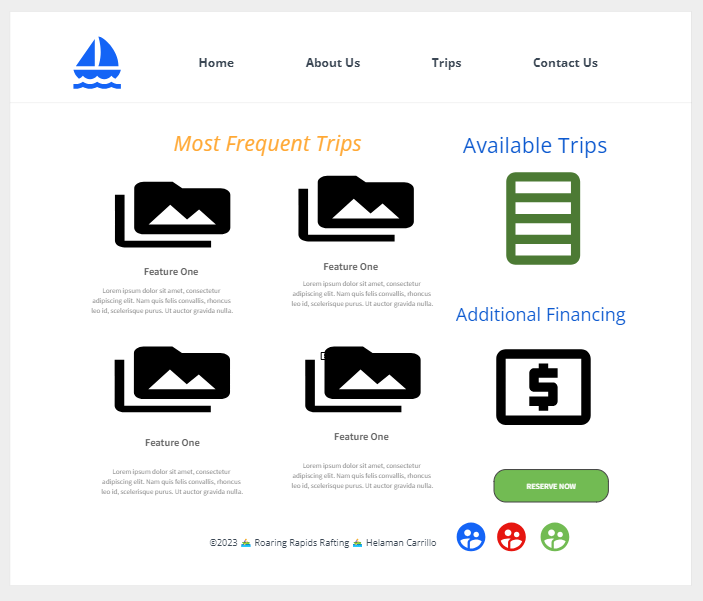 Home
About Us
Trips
Contact Us
Most Frequent Trips
Available Trips
Feature One
Lorem ipsum dolor sit amet, consectetur
adipiscing elit. Nam quis felis convallis, rhoncus
leo id, scelerisque purus. Ut auctor gravida nulla.
Feature One
Lorem ipsum dolor sit amet, consectetur
adipiscing elit. Nam quis felis convallis, rhoncus
leo id, scelerisque purus. Ut auctor gravida nulla.
Additional Financing
Feature One
Lorem ipsum dolor sit amet, consectetur
adipiscing elit. Nam quis felis convallis, rhoncus
leo id, scelerisque purus. Ut auctor gravida nulla.
Feature One
Lorem ipsum dolor sit amet, consectetur
adipiscing elit. Nam quis felis convallis, rhoncus
leo id, scelerisque purus. Ut auctor gravida nulla.
$
RESERVE NOW
©2023 🚣 Roaring Rapids Rafting 🚣 Helaman Carrillo